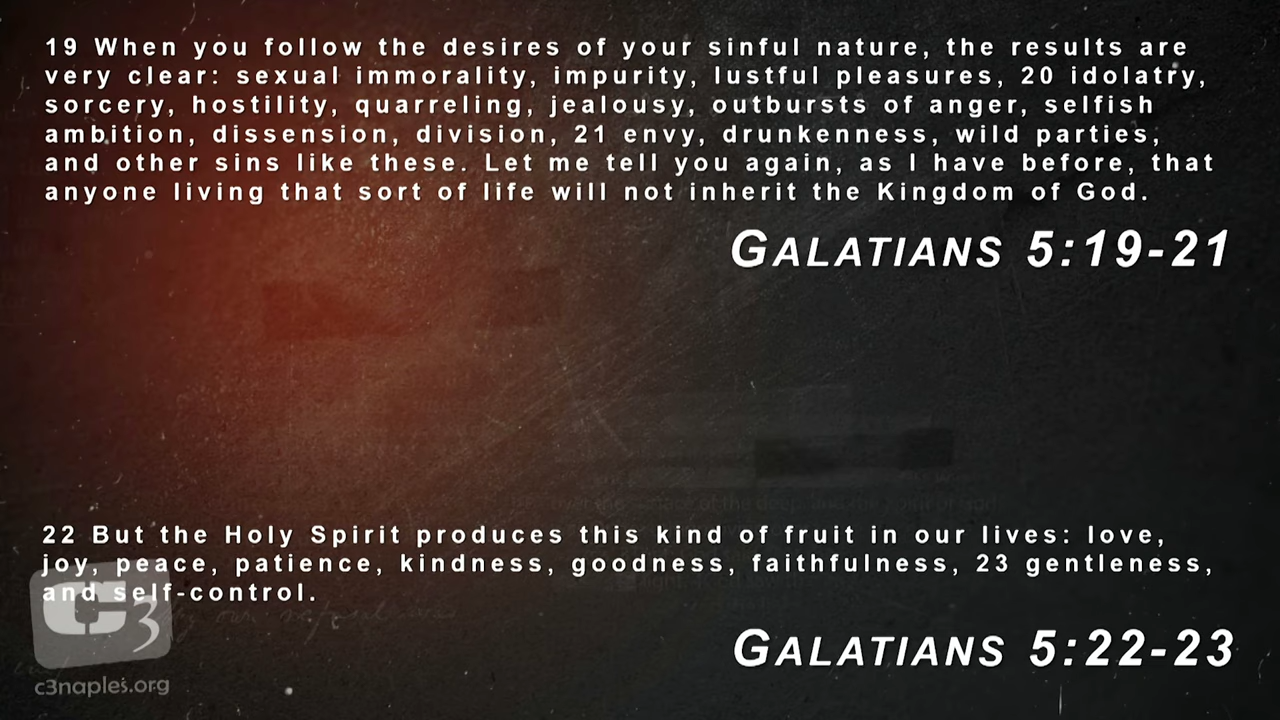 19 When you follow the desires of your sinful nature, the results are
very clear: sexual immorality, impurity, lustful pleasures, 20 idolatry,
sorcery, hostility, quarreling, jealousy, outbursts of anger, selfish
ambition, dissension, division, 21 envy, drunkenness, wild parties,
and other sins like these. Let me tell you again, as I have before, that
anyone living that sort of life will not inherit the Kingdom of God.
GALATIANS 5:19-21
22 But the Holy Spirit produces this kind of fruit in our lives: love,
joy, peace, patience, kindness, goodness, faithfulness, 23 gentleness,
and self-control.
C3
GALATIANS 5:22-23
c3naples.org